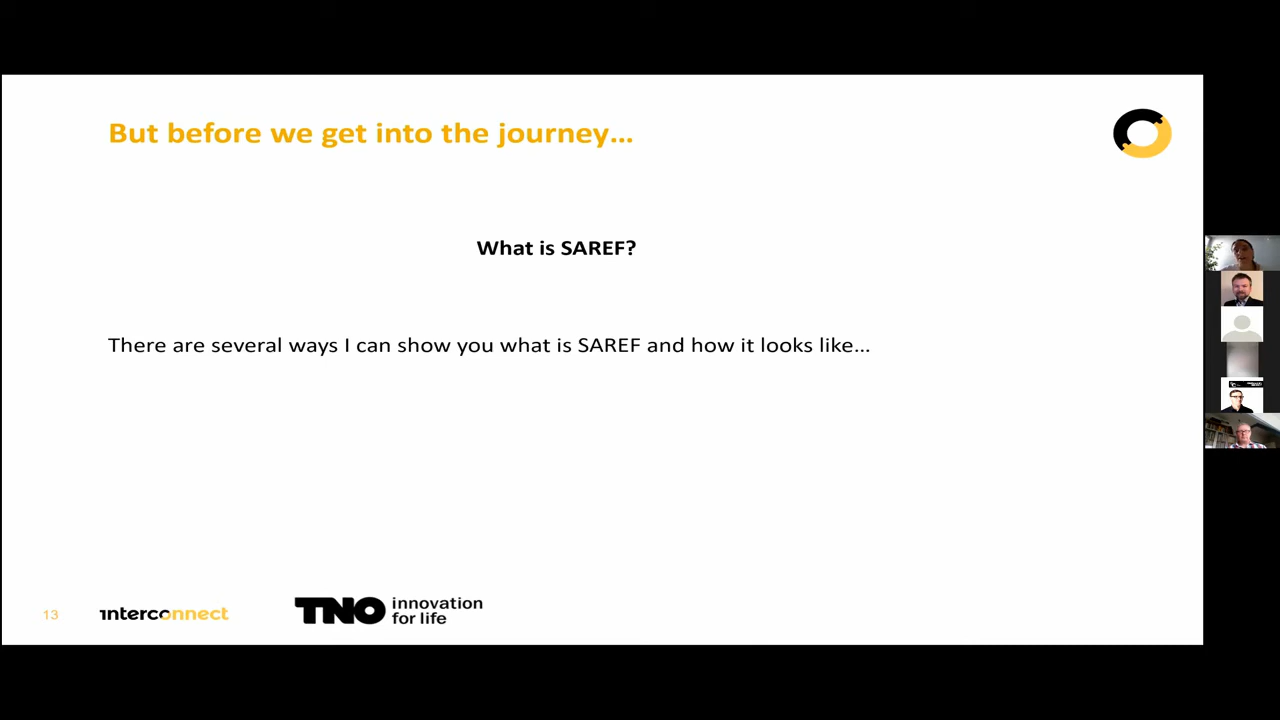 But before we get into the journey...
What is SAREF?
There are several ways I can show you what is SAREF and how it looks like...
13
interconnect
TNO innovation
for life